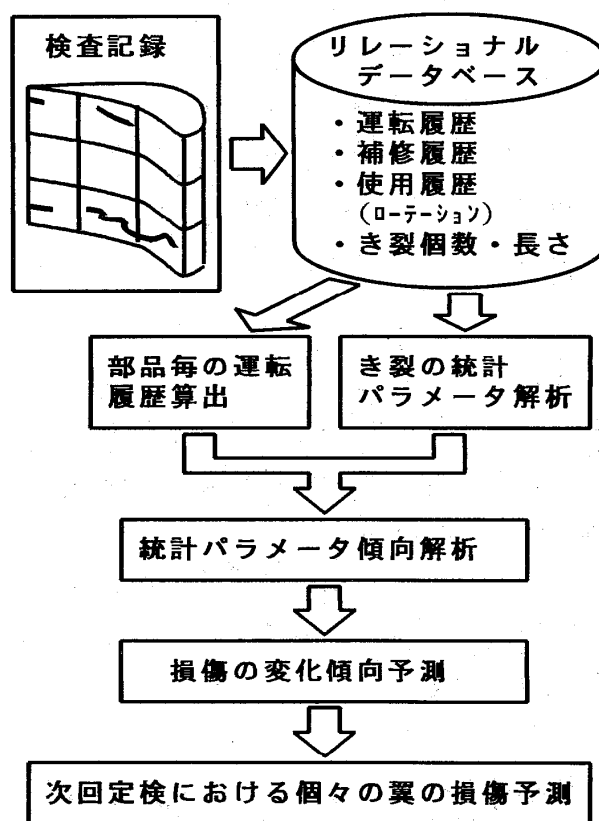 検査記録
リレーショナル
データベース
・運転履歴
・補修履歴
・使用履歴
(ﾛｰﾃｰｼｮﾝ)
・き裂個数・長さ
部品毎の運転
履歴算出
き裂の統計
パラメータ解析
統計パラメータ傾向解析
損傷の変化傾向予測
次回定検における個々の翼の損傷予測